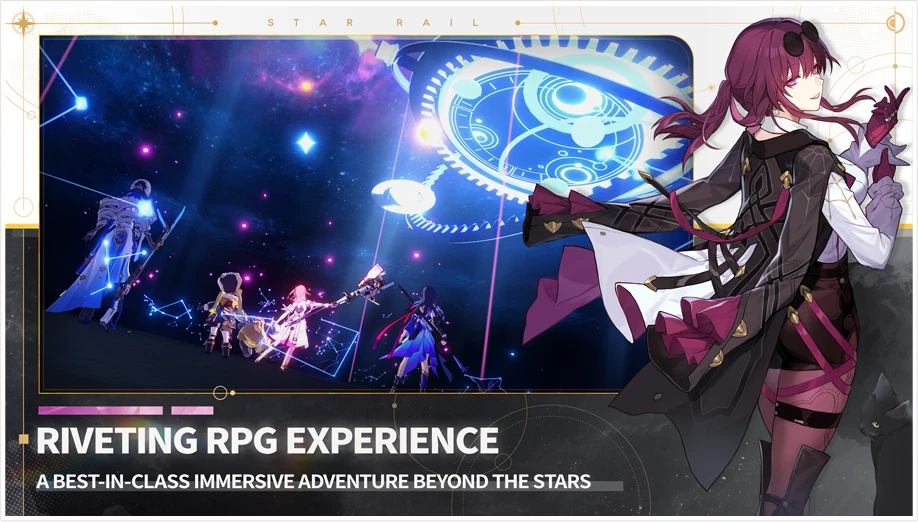 STAR RAIL
RIVETING RPG EXPERIENCE
A BEST-IN-CLASS IMMERSIVE ADVENTURE BEYOND THE STARS